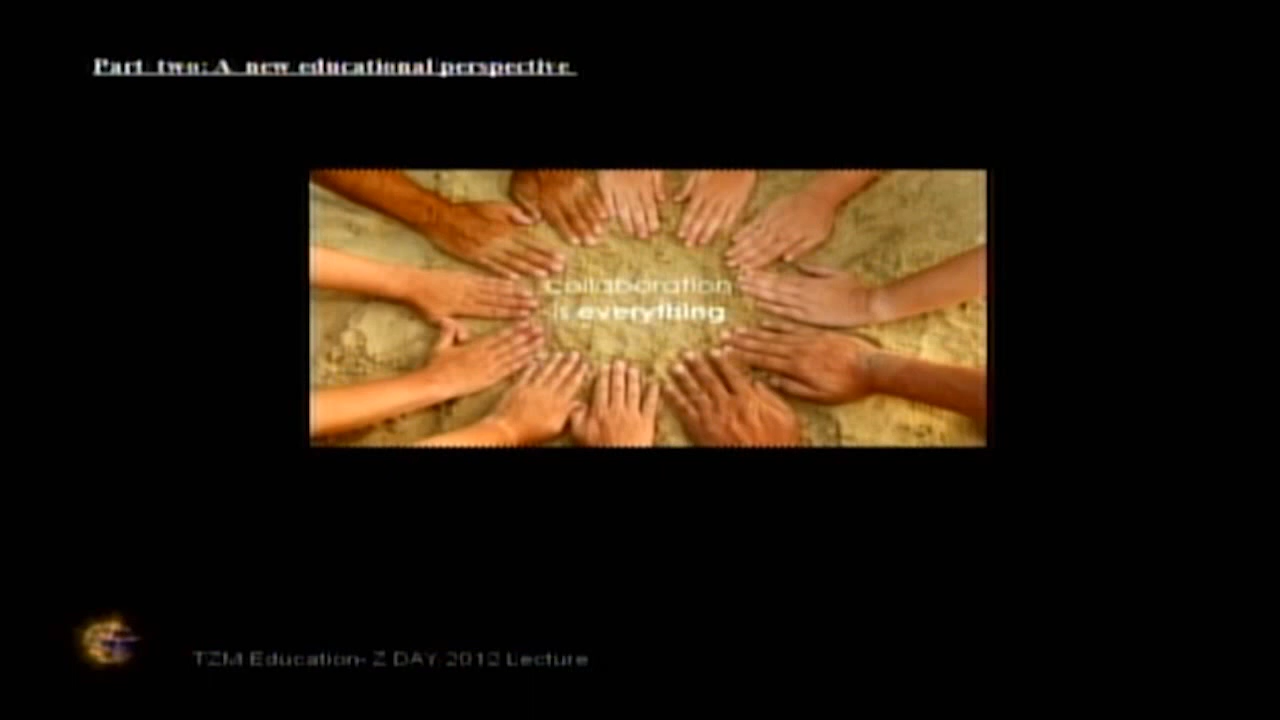 Part two: A new educational perspective
collaboration
is everything
TZM Education- Z DAY 2012 Lecture